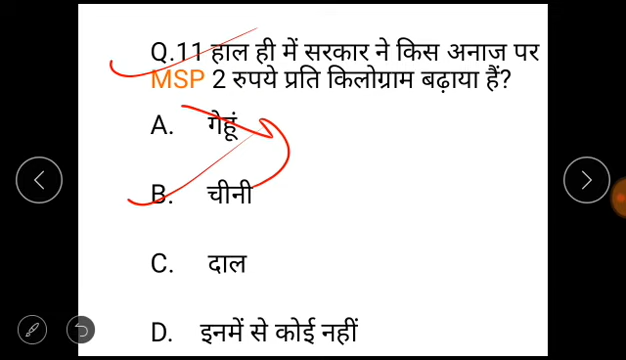 Q.11 हाल ही में सरकार ने किस अनाज पर
MSP 2 रुपये प्रति किलोग्राम बढ़ाया हैं?
A. गेहूं
B. चीनी
C. दाल
D. इनमें से कोई नहीं